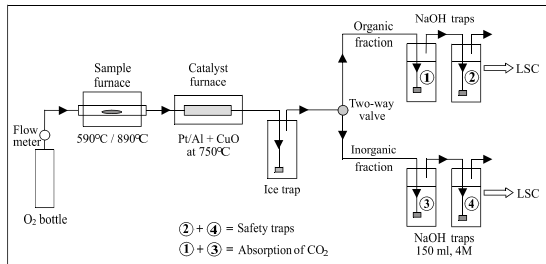 Organic
fraction
NaOH traps
1
2
LSC
Sample
furnace
Catalyst
furnace
Two-way
valve
Flow
meter
590°C / 890°C
Pt/Al + CuO
at 750°C
Ice trap
O₂ bottle
Inorganic
fraction
3
4
LSC
NaOH traps
150 ml, 4M
2 + 4 = Safety traps
1 + 3 = Absorption of CO₂